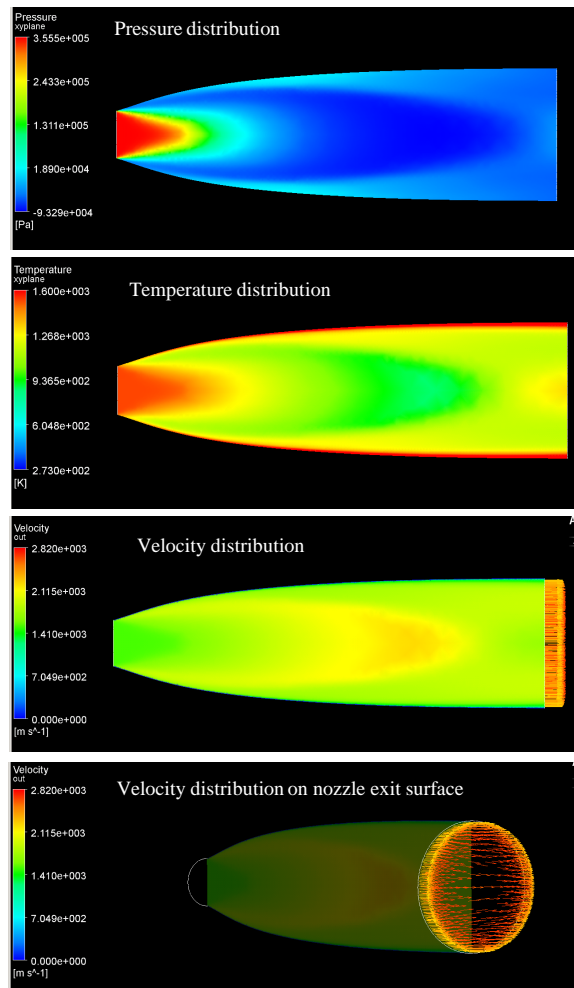 Pressure
xyplane
Pressure distribution
3.555e+005
2.433e+005
1.311e+005
1.890e+004
-9.329e+004
[Pa]
Temperature
xyplane
Temperature distribution
1.600e+003
1.268e+003
9.365e+002
6.048e+002
2.730e+002
[K]
Velocity
out
Velocity distribution
2.820e+003
2.115e+003
1.410e+003
7.049e+002
0.000e+000
[m s^-1]
Velocity
out
Velocity distribution on nozzle exit surface
2.820e+003
2.115e+003
1.410e+003
7.049e+002
0.000e+000
[m s^-1]